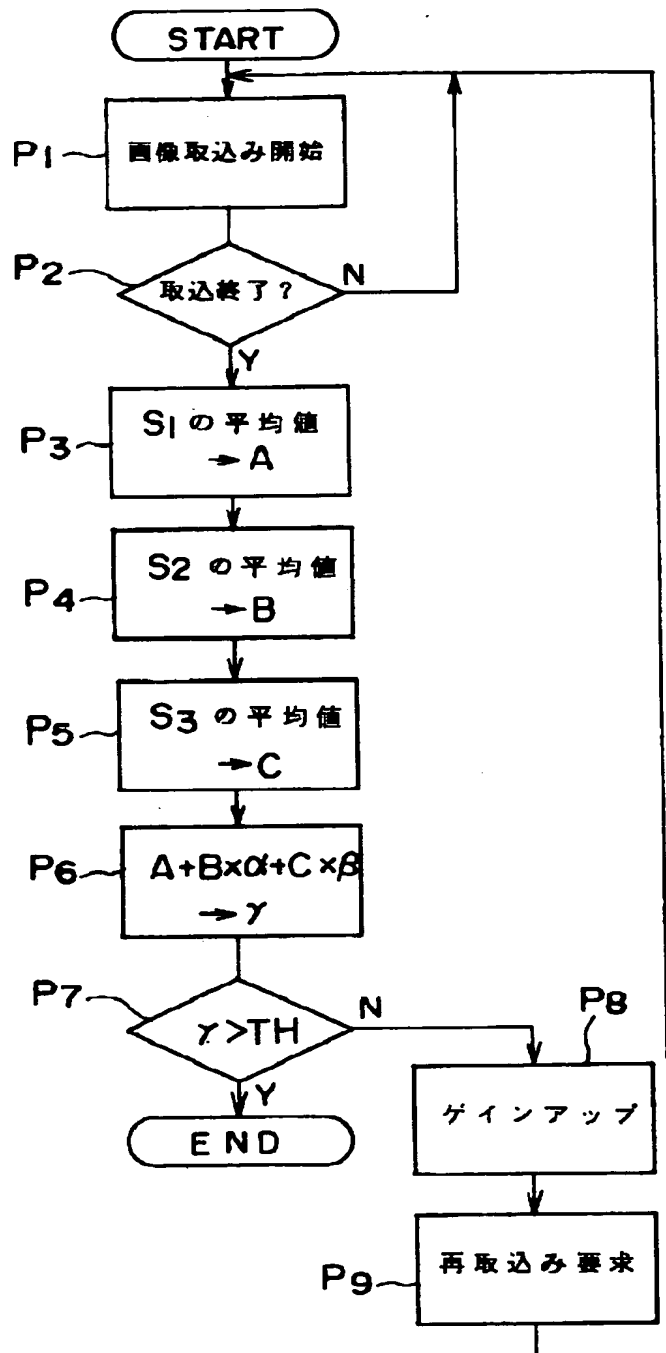 START
P1
画像取込み開始
P2
取込終了?
N
Y
P3
S1の平均値
→A
P4
S2の平均値
→B
P5
S3の平均値
→C
P6
A+B×α+C×β
→γ
P7
γ>TH
N
Y
END
P8
ゲインアップ
P9
再取込み要求